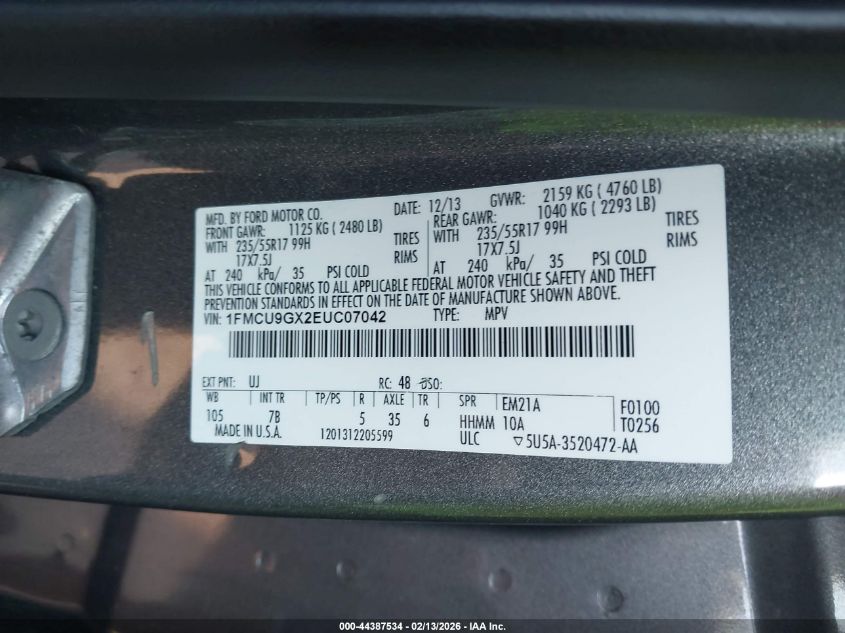 MFD. BY FORD MOTOR CO. DATE: 12/13 GVWR: 2159 KG ( 4760 LB)
FRONT GAWR: 1125 KG ( 2480 LB) REAR GAWR: 1040 KG ( 2293 LB)
WITH 235/55R17 99H TIRES WITH 235/55R17 99H TIRES
17X7.5J RIMS 17X7.5J RIMS
AT 240 kPa/ 35 PSI COLD AT 240 kPa/ 35 PSI COLD
THIS VEHICLE CONFORMS TO ALL APPLICABLE FEDERAL MOTOR VEHICLE SAFETY AND THEFT
PREVENTION STANDARDS IN EFFECT ON THE DATE OF MANUFACTURE SHOWN ABOVE.
VIN: 1FMCU9GX2EUC07042 TYPE: MPV
EXT PNT: UJ RC: 48 DSO:
WB INT TR TP/PS R AXLE TR SPR EM21A F0100
105 7B 5 35 6 HHMM 10A T0256
MADE IN U.S.A. 1201312205599 ULC ▽5U5A-3520472-AA
000-44387534 - 02/13/2026 - IAA Inc.